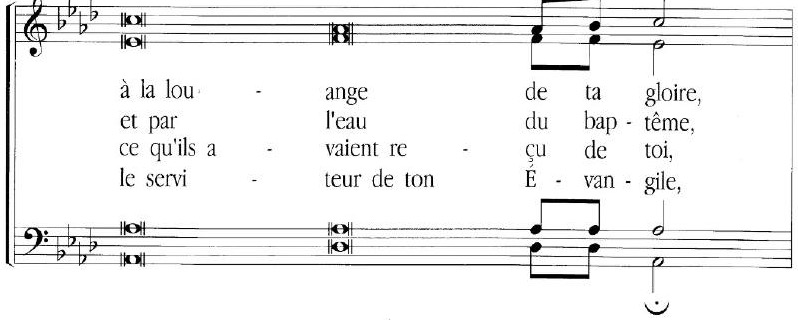 à la lou - ange de ta gloire,
et par l'eau du bap - tême,
ce qu'ils a - vaient re - çu de toi,
le servi - teur de ton É - van - gile,